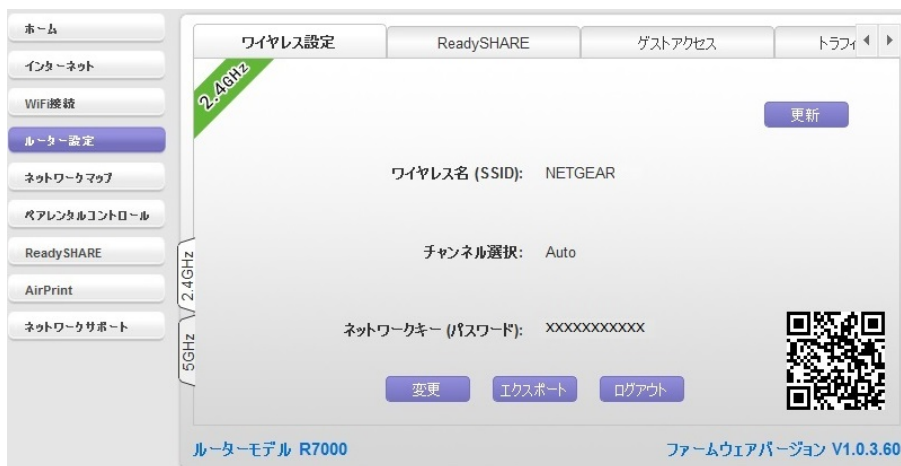 ホーム
インターネット
WiFi接続
ルーター設定
ネットワークマップ
ペアレンタルコントロール
ReadySHARE
AirPrint
ネットワークサポート
ワイヤレス設定
ReadySHARE
ゲストアクセス
トラフィ
2.4GHz
更新
ワイヤレス名 (SSID): NETGEAR
チャンネル選択: Auto
2.4GHz
ネットワークキー (パスワード): XXXXXXXXXXX
5GHz
変更
エクスポート
ログアウト
ルーターモデル R7000
ファームウェアバージョン V1.0.3.60